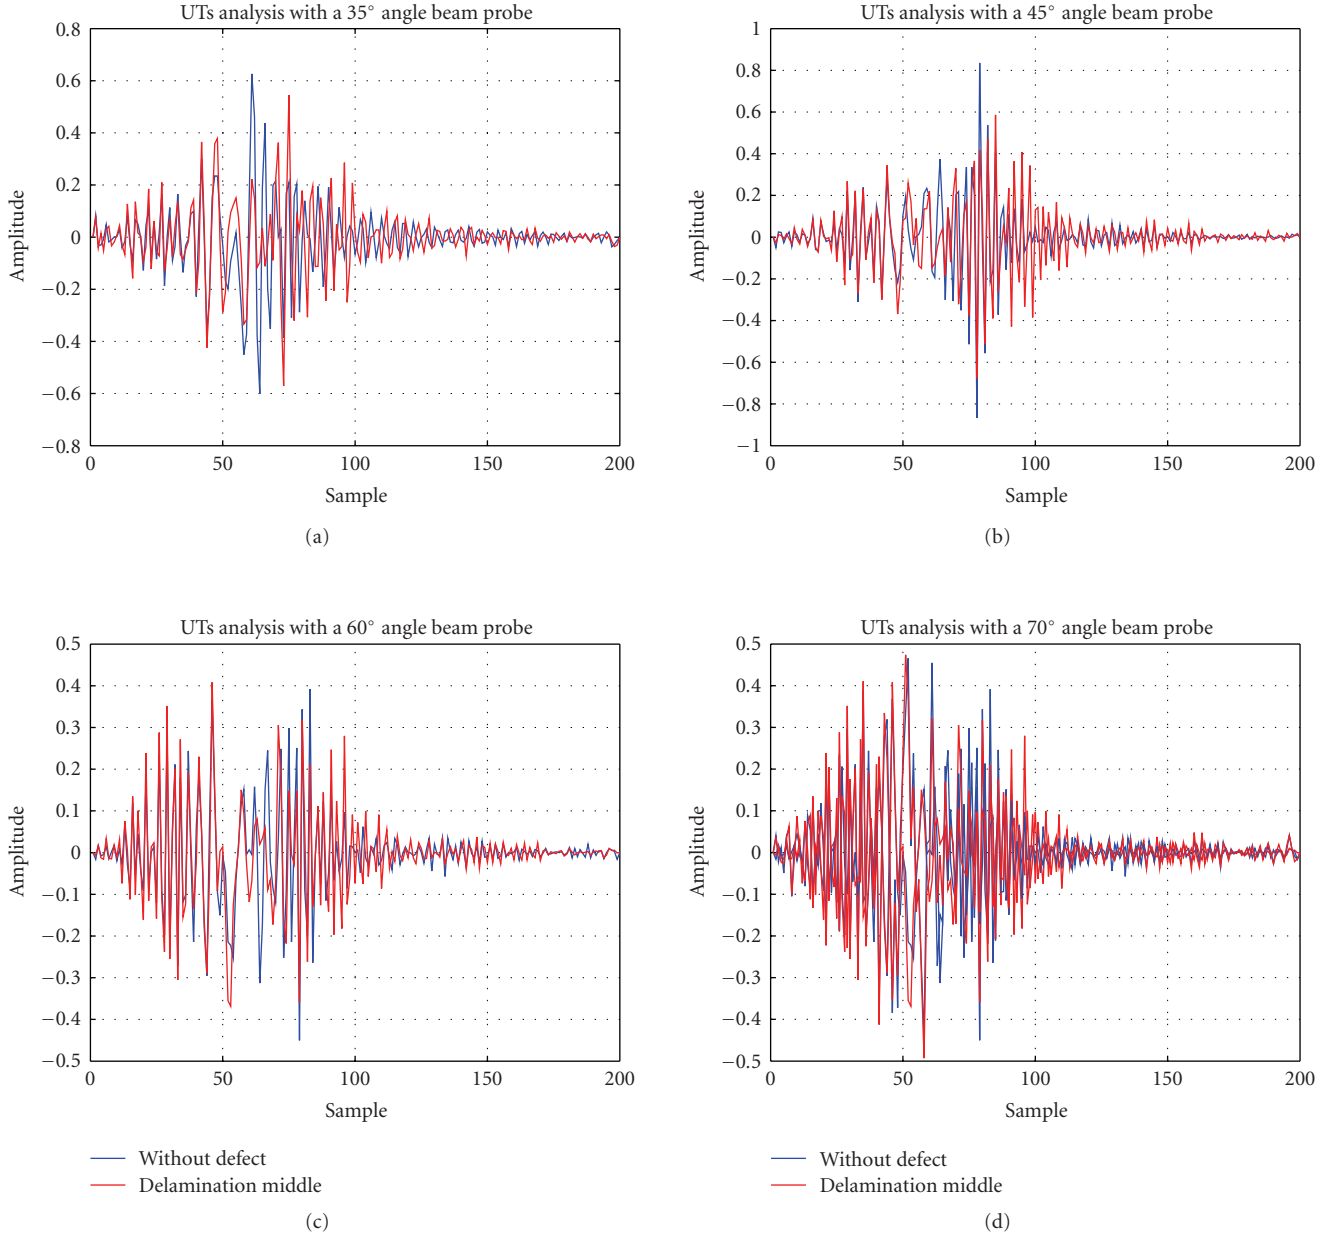 UTs analysis with a 35° angle beam probe
0.8
0.6
0.4
0.2
0
−0.2
−0.4
−0.6
−0.8
Amplitude
0 50 100 150 200
Sample
(a)
UTs analysis with a 45° angle beam probe
1
0.8
0.6
0.4
0.2
0
−0.2
−0.4
−0.6
−0.8
−1
Amplitude
0 50 100 150 200
Sample
(b)
UTs analysis with a 60° angle beam probe
0.5
0.4
0.3
0.2
0.1
0
−0.1
−0.2
−0.3
−0.4
−0.5
Amplitude
0 50 100 150 200
Sample
Without defect
Delamination middle
(c)
UTs analysis with a 70° angle beam probe
0.5
0.4
0.3
0.2
0.1
0
−0.1
−0.2
−0.3
−0.4
−0.5
Amplitude
0 50 100 150 200
Sample
Without defect
Delamination middle
(d)